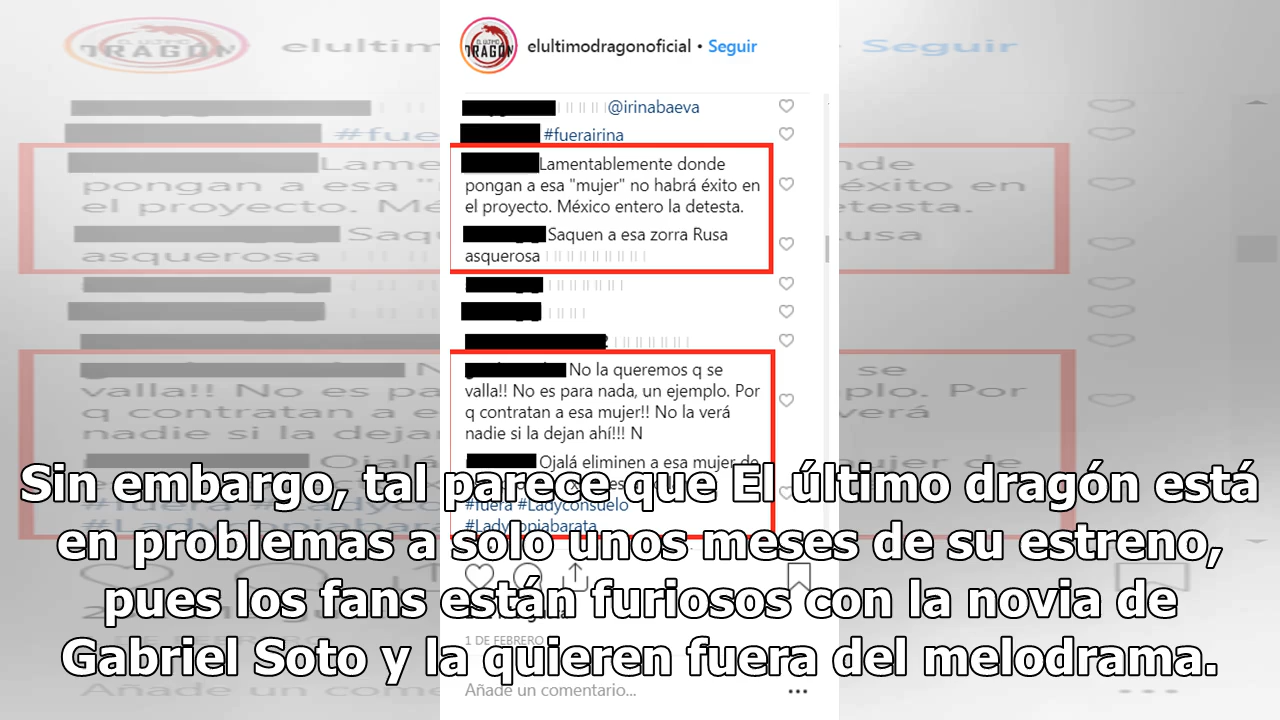 EL ÚLTIMO
DRAGÓN
elultimodragonoficial • Seguir
@irinabaeva
#fuerairina
Lamentablemente donde
pongan a esa "mujer" no habrá éxito en
el proyecto. México entero la detesta.
Saquen a esa zorra Rusa
asquerosa
No la queremos q se
valla!! No es para nada, un ejemplo. Por
q contratan a esa mujer!! No la verá
nadie si la dejan ahí!!! N
Ojalá eliminen a esa mujer de
#fuera #Ladyconsuelo
Sin embargo, tal parece que El último dragón está
en problemas a solo unos meses de su estreno,
pues los fans están furiosos con la novia de
Gabriel Soto y la quieren fuera del melodrama.
1 DE FEBRERO
Añade un comentario...